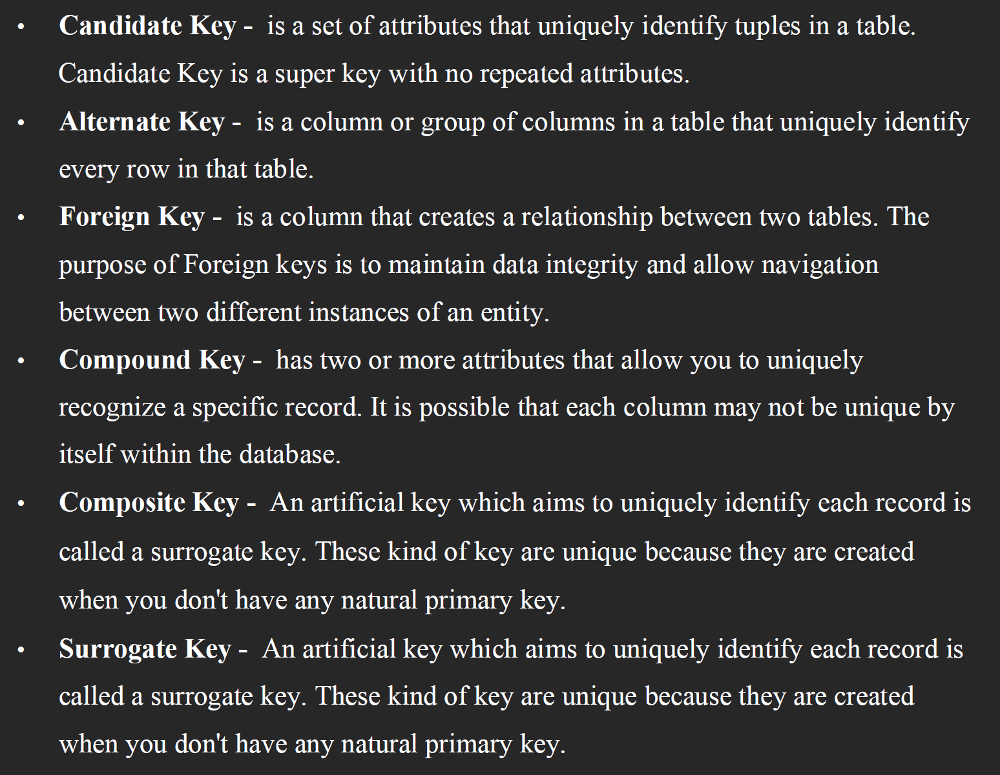 • Candidate Key - is a set of attributes that uniquely identify tuples in a table.
Candidate Key is a super key with no repeated attributes.
• Alternate Key - is a column or group of columns in a table that uniquely identify
every row in that table.
• Foreign Key - is a column that creates a relationship between two tables. The
purpose of Foreign keys is to maintain data integrity and allow navigation
between two different instances of an entity.
• Compound Key - has two or more attributes that allow you to uniquely
recognize a specific record. It is possible that each column may not be unique by
itself within the database.
• Composite Key - An artificial key which aims to uniquely identify each record is
called a surrogate key. These kind of key are unique because they are created
when you don't have any natural primary key.
• Surrogate Key - An artificial key which aims to uniquely identify each record is
called a surrogate key. These kind of key are unique because they are created
when you don't have any natural primary key.